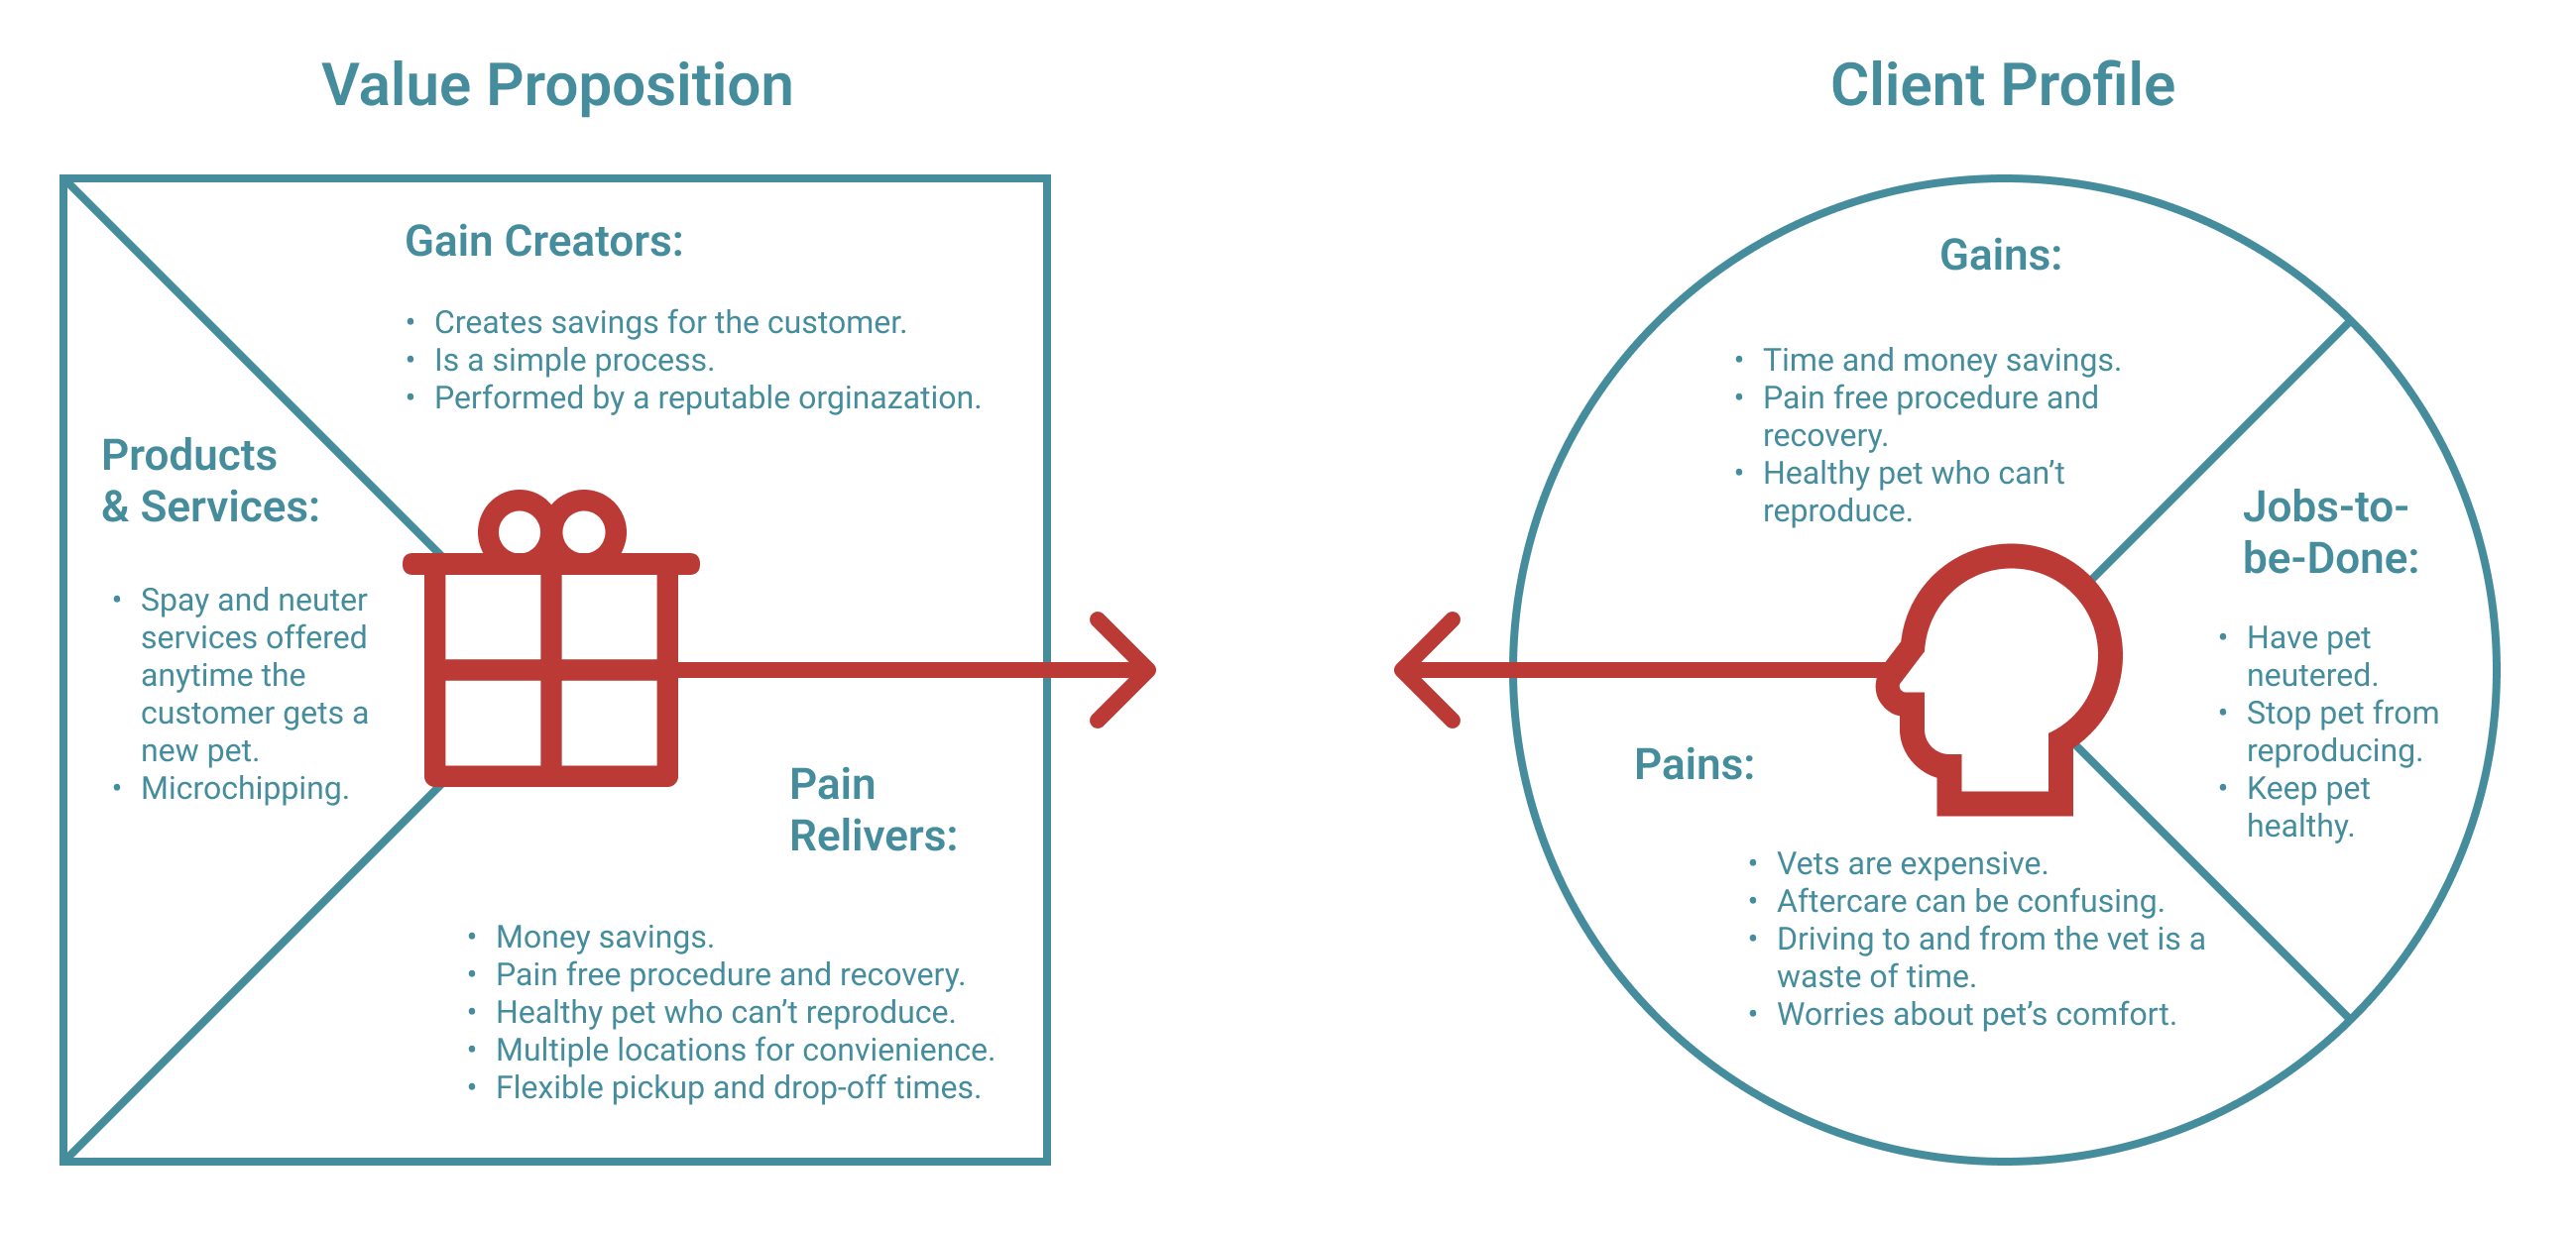 Value Proposition
Gain Creators:
• Creates savings for the customer.
• Is a simple process.
• Performed by a reputable orginazation.
Products
& Services:
• Spay and neuter
services offered
anytime the
customer gets a
new pet.
• Microchipping.
Pain
Relivers:
• Money savings.
• Pain free procedure and recovery.
• Healthy pet who can’t reproduce.
• Multiple locations for convienience.
• Flexible pickup and drop-off times.
Client Profile
Gains:
• Time and money savings.
• Pain free procedure and
recovery.
• Healthy pet who can’t
reproduce.
Jobs-to-
be-Done:
• Have pet
neutered.
• Stop pet from
reproducing.
• Keep pet
healthy.
Pains:
• Vets are expensive.
• Aftercare can be confusing.
• Driving to and from the vet is a
waste of time.
• Worries about pet’s comfort.